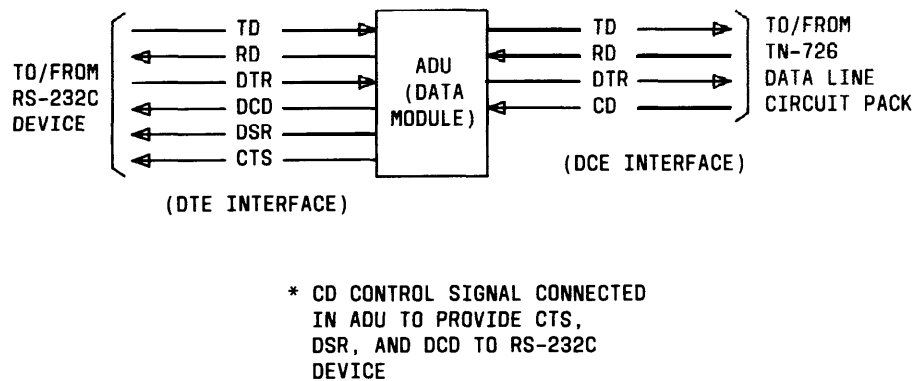 TO/FROM
RS-232C
DEVICE
TD
RD
DTR
DCD
DSR
CTS
(DTE INTERFACE)
ADU
(DATA
MODULE)
TD
RD
DTR
CD
(DCE INTERFACE)
TO/FROM
TN-726
DATA LINE
CIRCUIT PACK
* CD CONTROL SIGNAL CONNECTED
IN ADU TO PROVIDE CTS,
DSR, AND DCD TO RS-232C
DEVICE